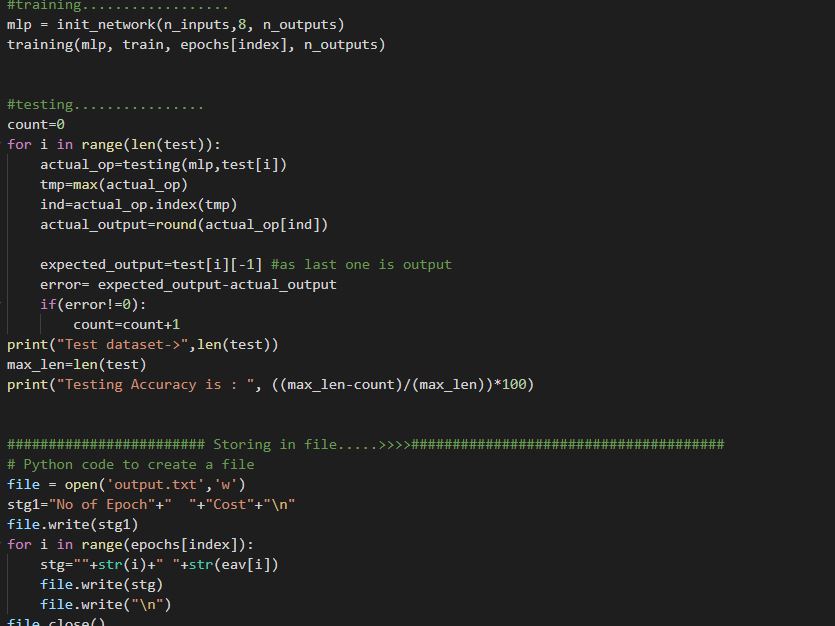 #training..................
mlp = init_network(n_inputs,8, n_outputs)
training(mlp, train, epochs[index], n_outputs)
#testing................
count=0
for i in range(len(test)):
    actual_op=testing(mlp,test[i])
    tmp=max(actual_op)
    ind=actual_op.index(tmp)
    actual_output=round(actual_op[ind])
    expected_output=test[i][-1] #as last one is output
    error= expected_output-actual_output
    if(error!=0):
        count=count+1
print("Test dataset->",len(test))
max_len=len(test)
print("Testing Accuracy is : ", ((max_len-count)/(max_len))*100)
######################## Storing in file.....>>>>######################################
# Python code to create a file
file = open('output.txt','w')
stg1="No of Epoch"+"  "+"Cost"+"\n"
file.write(stg1)
for i in range(epochs[index]):
    stg=""+str(i)+" "+str(eav[i])
    file.write(stg)
    file.write("\n")
file.close()